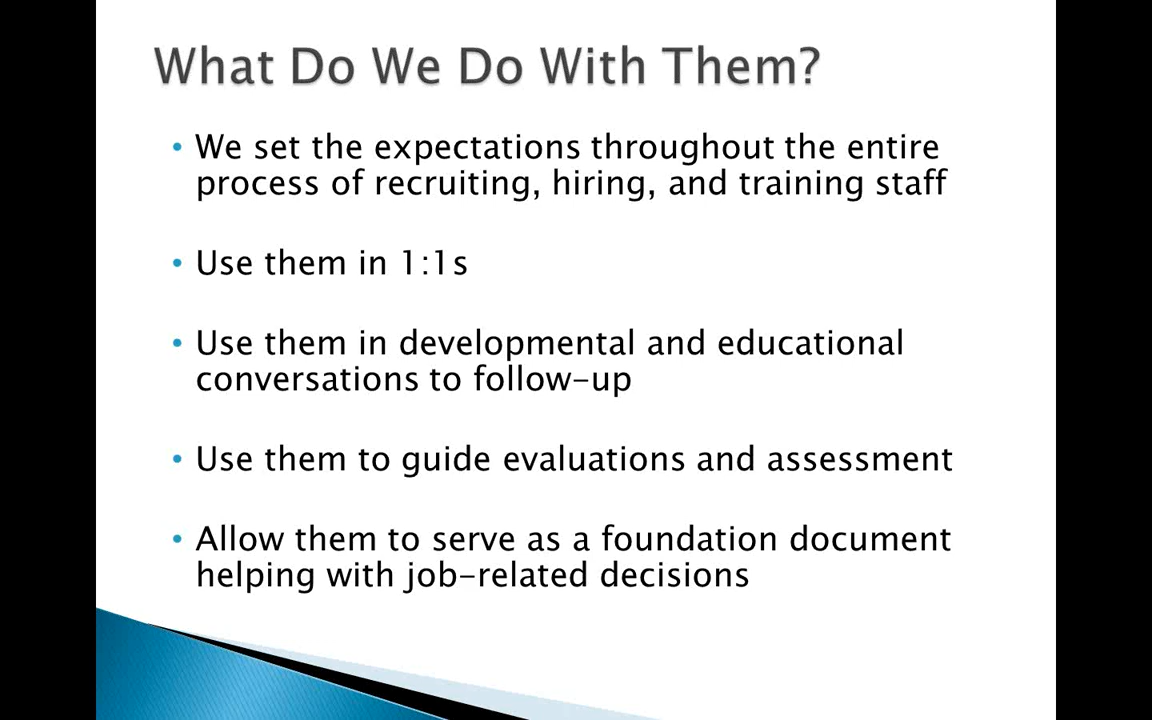 What Do We Do With Them?
• We set the expectations throughout the entire
process of recruiting, hiring, and training staff
• Use them in 1:1s
• Use them in developmental and educational
conversations to follow-up
• Use them to guide evaluations and assessment
• Allow them to serve as a foundation document
helping with job-related decisions